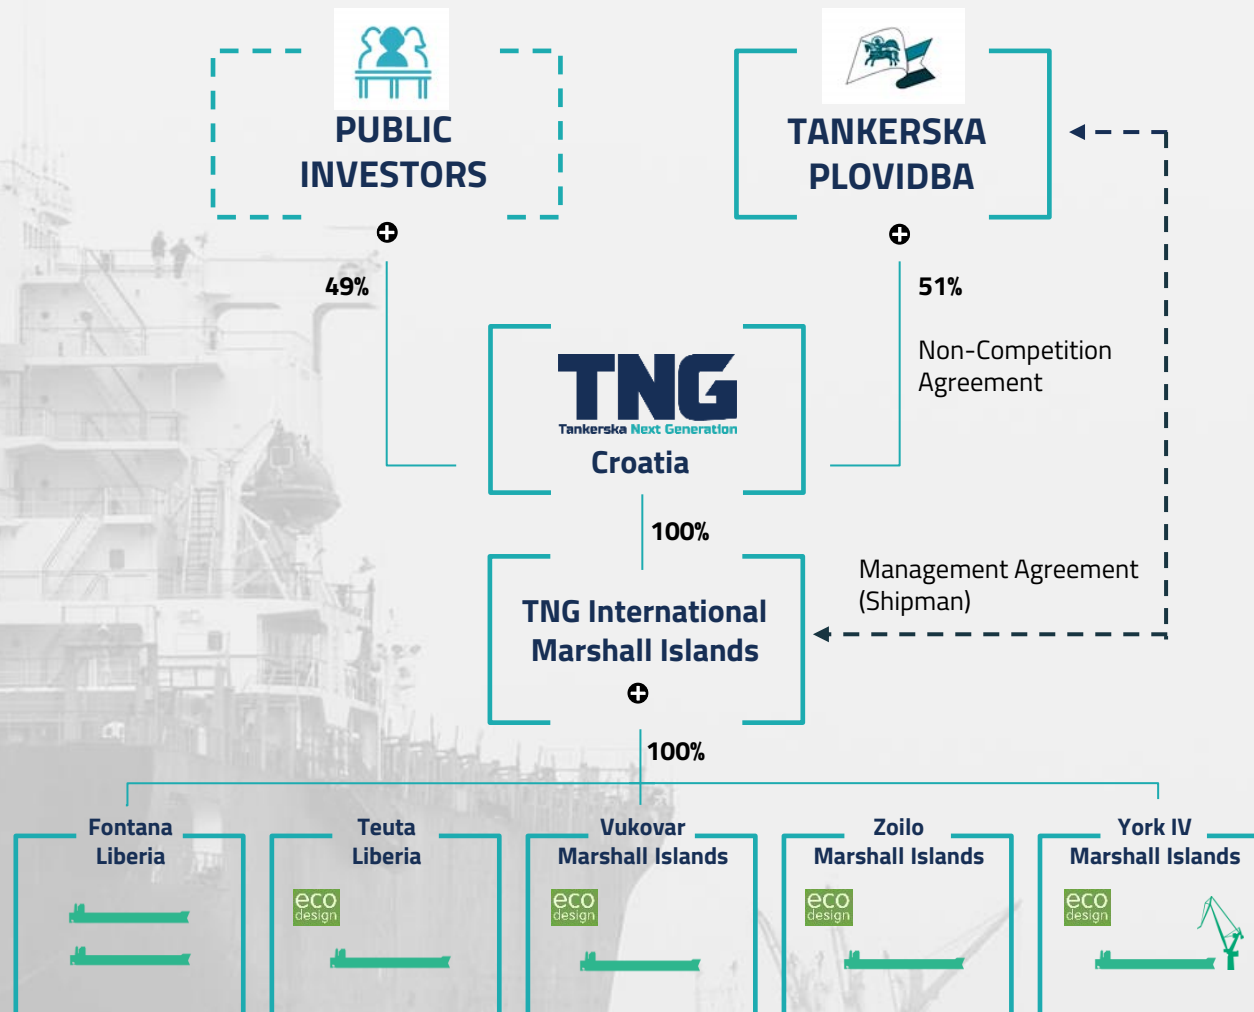 PUBLIC
INVESTORS
TANKERSKA
PLOVIDBA
49%
51%
Non-Competition
Agreement
TNG
Tankerska Next Generation
Croatia
100%
Management Agreement
(Shipman)
TNG International
Marshall Islands
100%
Fontana
Liberia
Teuta
Liberia
eco
design
Vukovar
Marshall Islands
eco
design
Zoilo
Marshall Islands
eco
design
York IV
Marshall Islands
eco
design